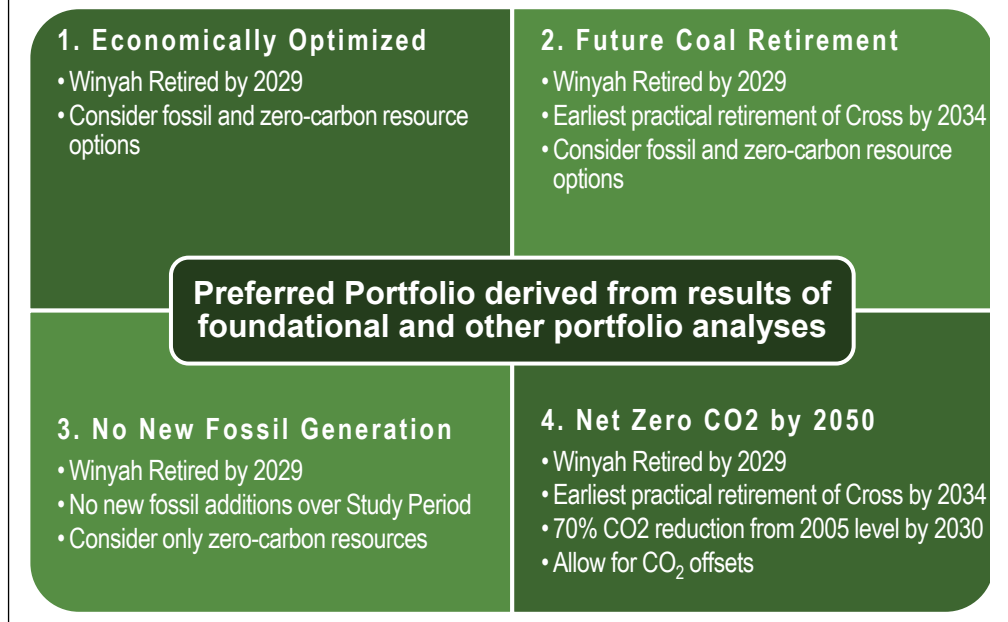 1. Economically Optimized
• Winyah Retired by 2029
• Consider fossil and zero-carbon resource
options
2. Future Coal Retirement
• Winyah Retired by 2029
• Earliest practical retirement of Cross by 2034
• Consider fossil and zero-carbon resource
options
Preferred Portfolio derived from results of
foundational and other portfolio analyses
3. No New Fossil Generation
• Winyah Retired by 2029
• No new fossil additions over Study Period
• Consider only zero-carbon resources
4. Net Zero CO2 by 2050
• Winyah Retired by 2029
• Earliest practical retirement of Cross by 2034
• 70% CO2 reduction from 2005 level by 2030
• Allow for CO₂ offsets